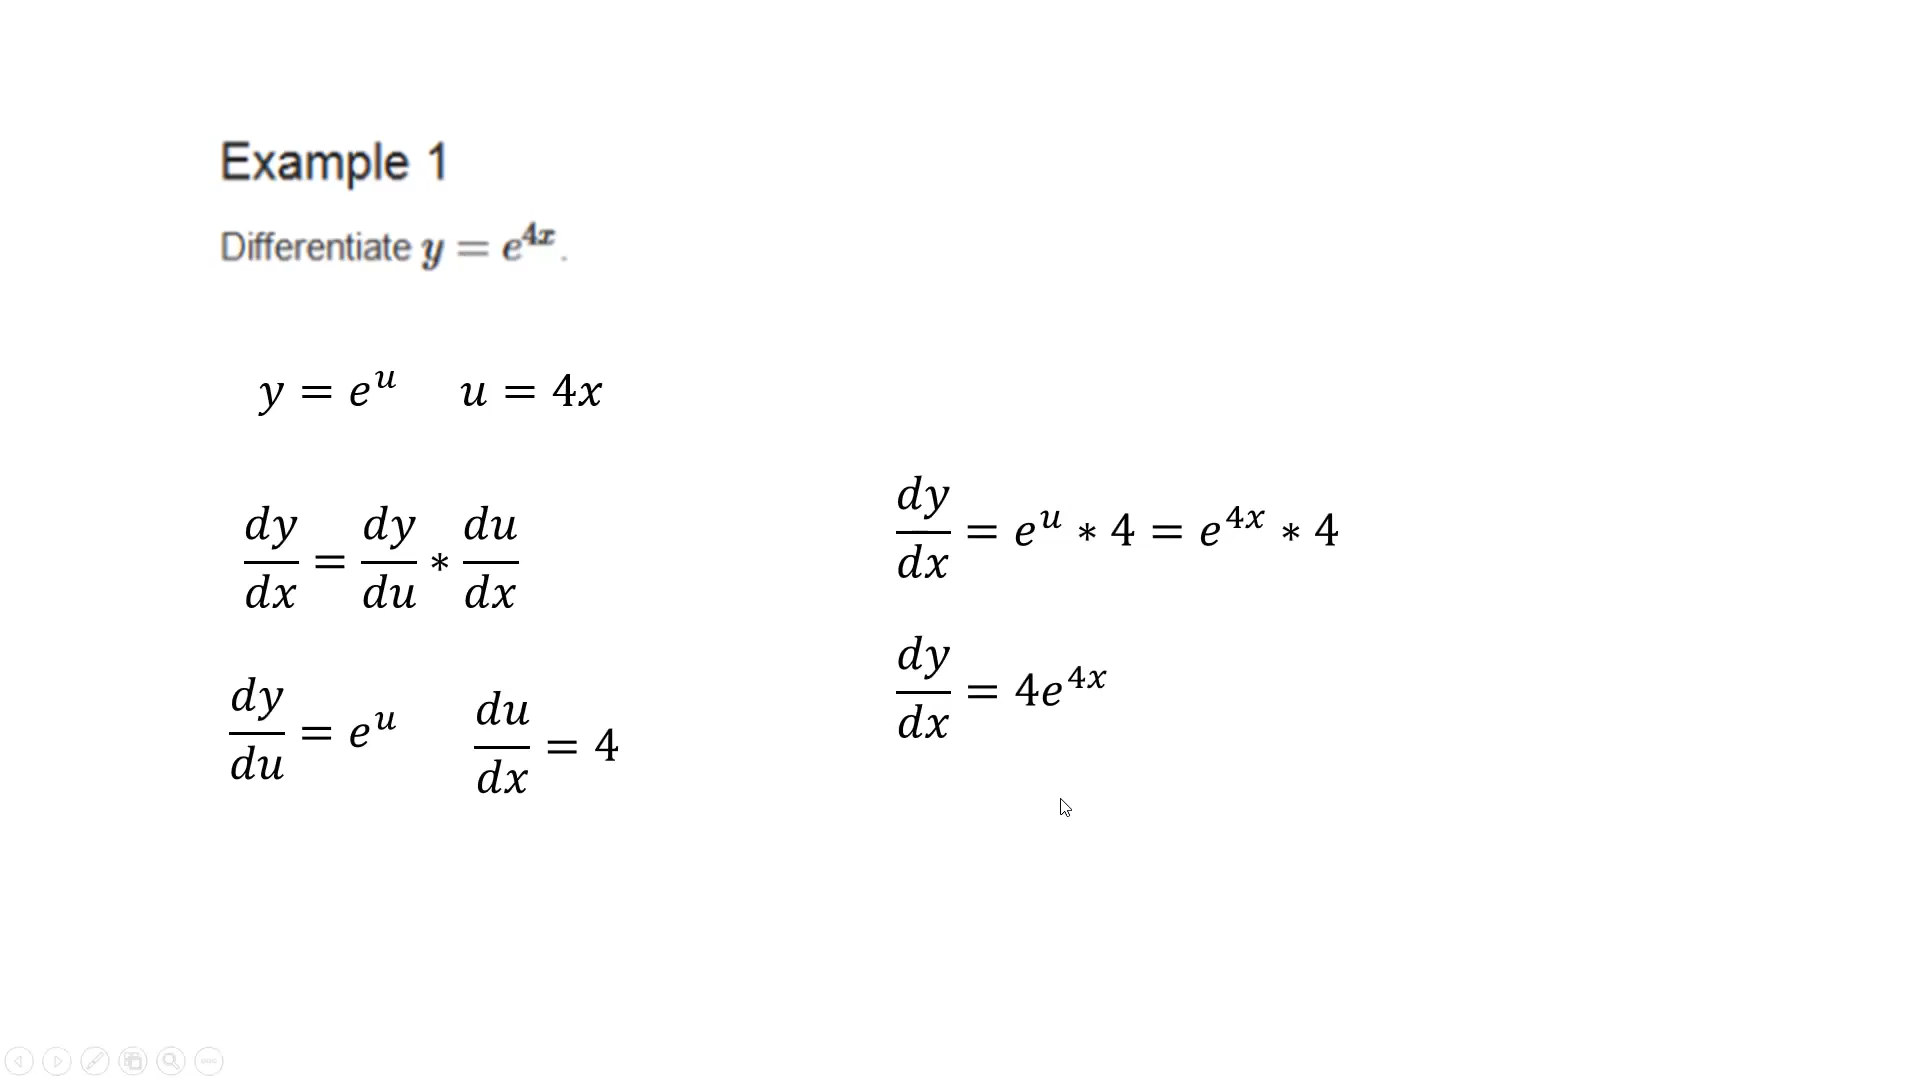 Example 1
Differentiate y = e^{4x}.
y = e^u   u = 4x
dy/dx = dy/du * du/dx
dy/du = e^u   du/dx = 4
dy/dx = e^u * 4 = e^{4x} * 4
dy/dx = 4e^{4x}